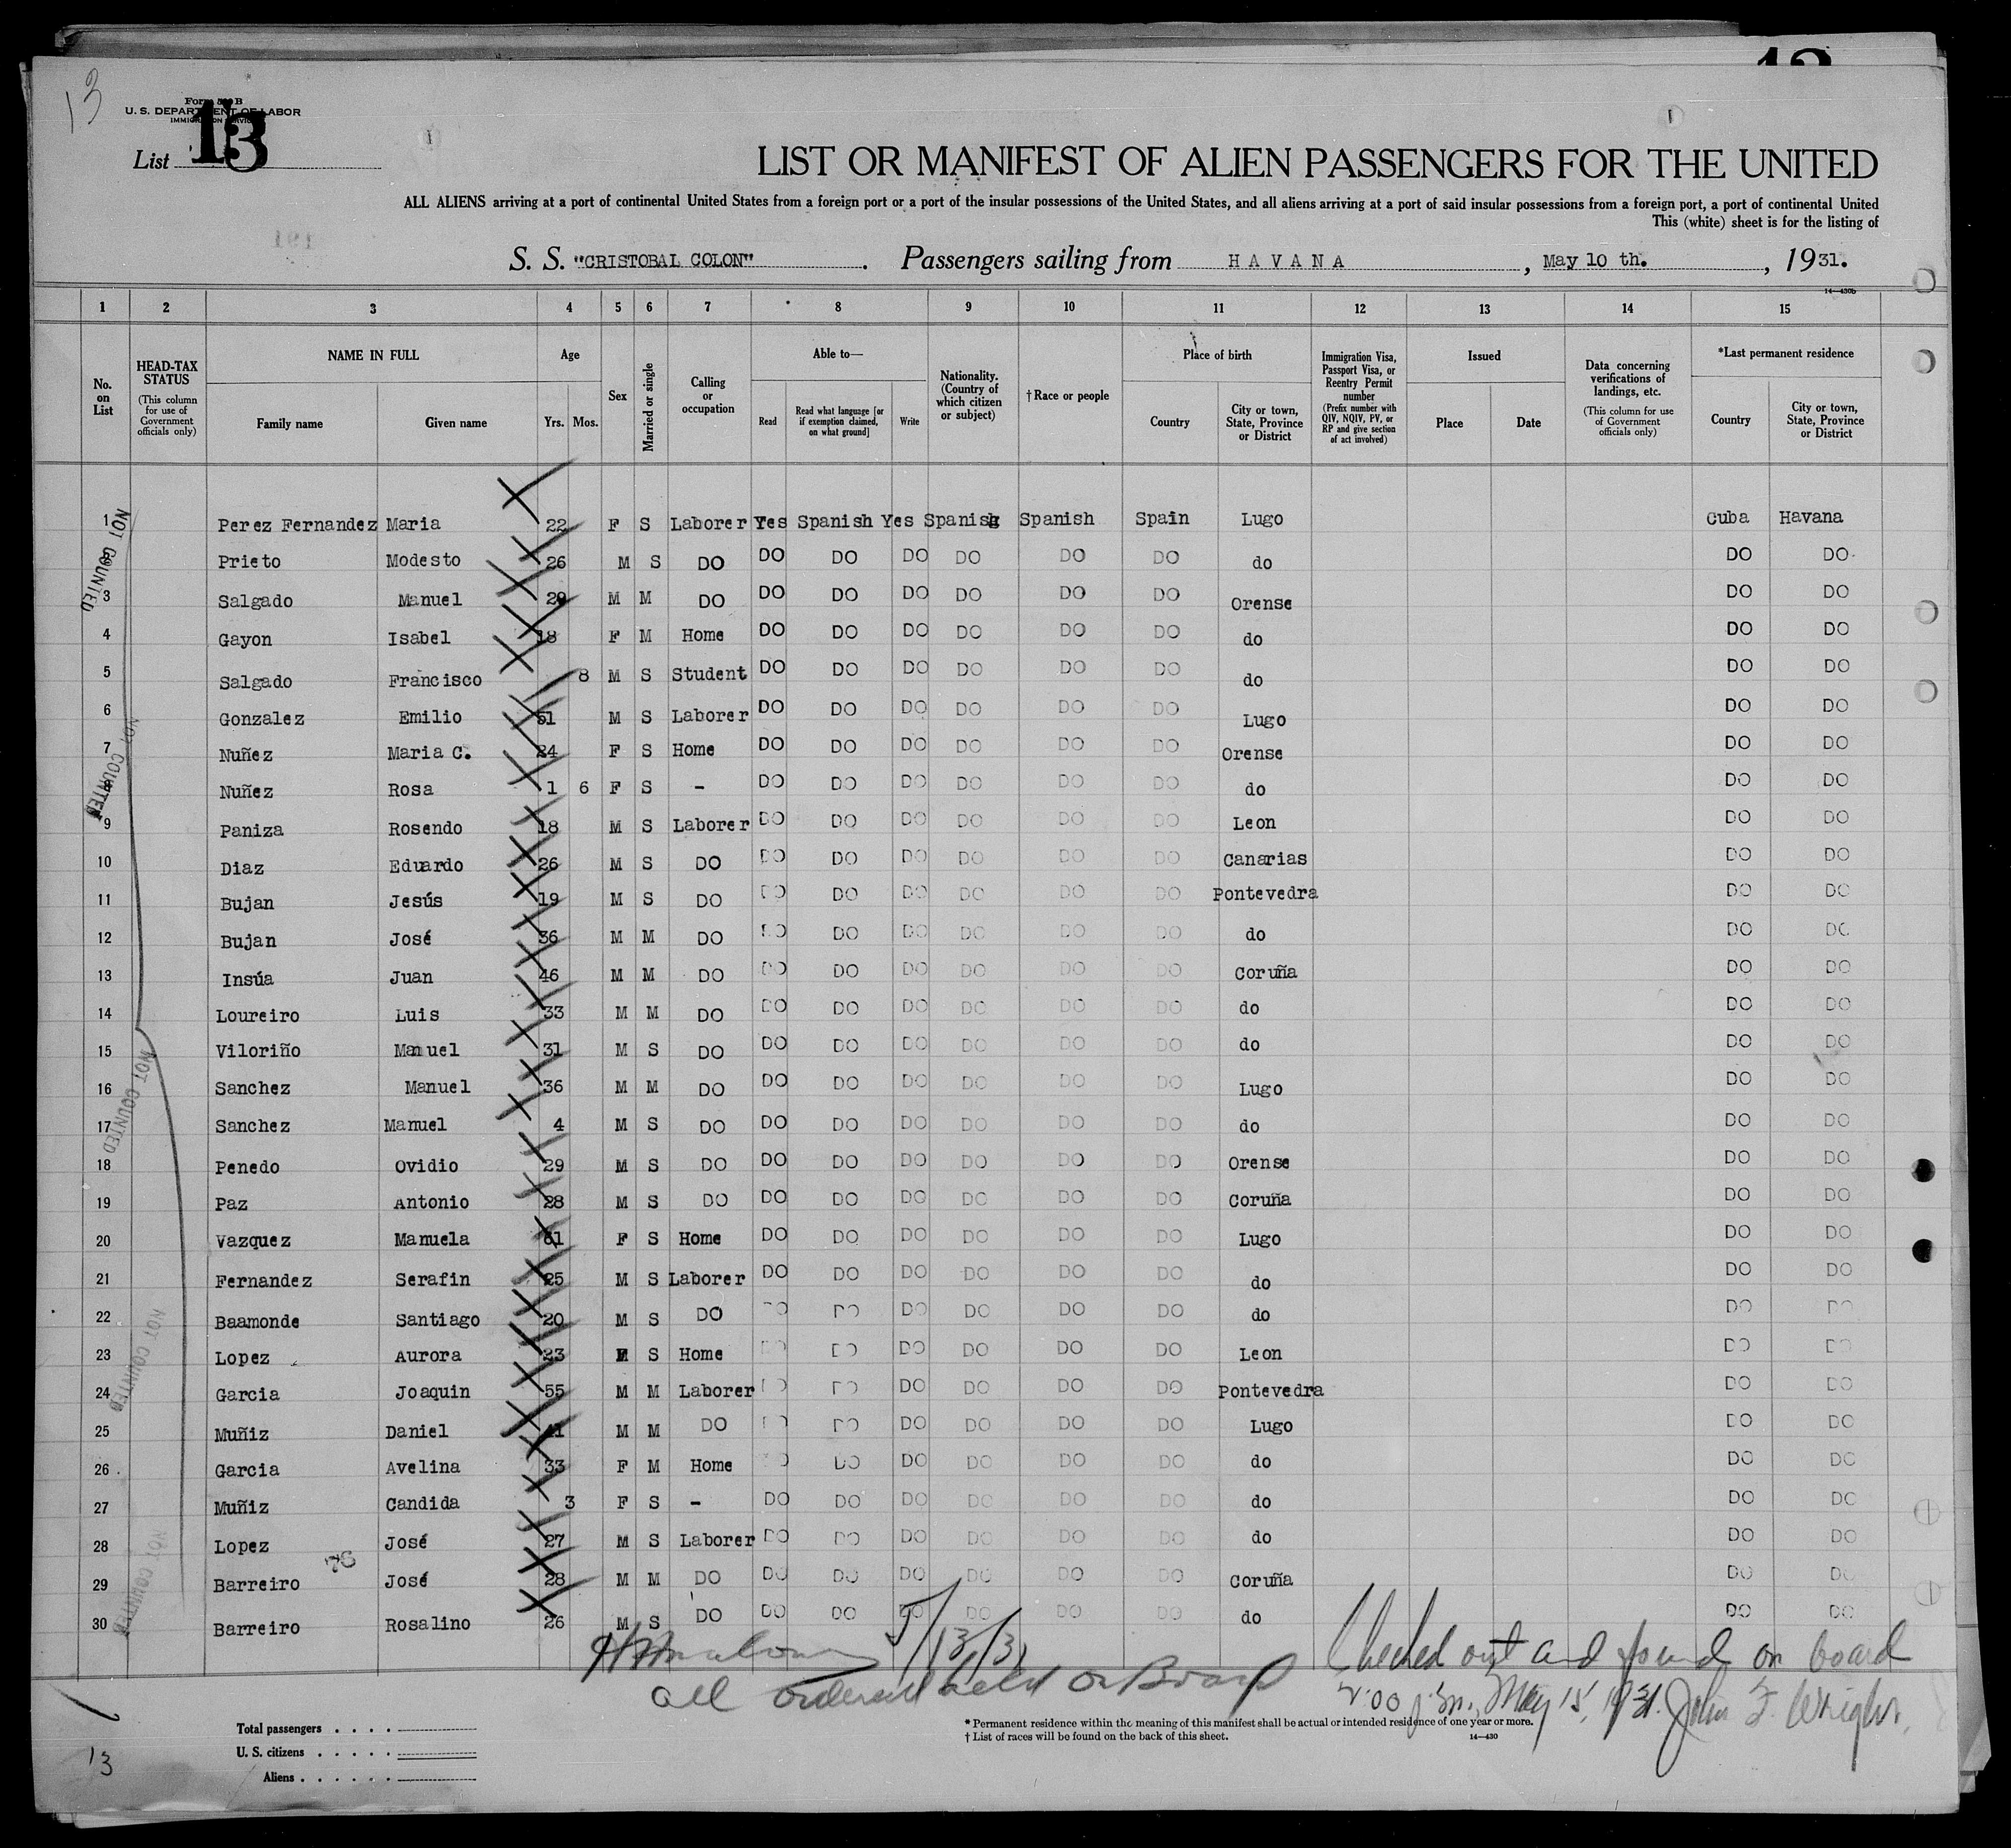 13
13
Form 500 B
U. S. DEPARTMENT OF LABOR
IMMIGRATION SERVICE
List 13
LIST OR MANIFEST OF ALIEN PASSENGERS FOR THE UNITED
ALL ALIENS arriving at a port of continental United States from a foreign port or a port of the insular possessions of the United States, and all aliens arriving at a port of said insular possessions from a foreign port, a port of continental United
This (white) sheet is for the listing of
191
S. S. "CRISTOBAL COLON". Passengers sailing from HAVANA, May 10 th., 1931.
14—430b
1 2 3 4 5 6 7 8 9 10 11 12 13 14 15
No. on List
HEAD-TAX STATUS (This column for use of Government officials only)
NAME IN FULL Family name Given name
Age Yrs. Mos.
Sex
Married or single
Calling or occupation
Able to— Read Read what language [or if exemption claimed, on what ground] Write
Nationality. (Country of which citizen or subject)
†Race or people
Place of birth Country City or town, State, Province or District
Immigration Visa, Passport Visa, or Reentry Permit number (Prefix number with QIV, NQIV, PV, or RP and give section of act involved)
Issued Place Date
Data concerning verifications of landings, etc. (This column for use of Government officials only)
*Last permanent residence Country City or town, State, Province or District
NOT COUNTED
1 Perez Fernandez Maria 22 F S Laborer Yes Spanish Yes Spanish Spanish Spain Lugo Cuba Havana
2 Prieto Modesto 26 M S DO DO DO DO DO DO DO do DO DO
3 Salgado Manuel 29 M M DO DO DO DO DO DO DO Orense DO DO
4 Gayon Isabel 18 F M Home DO DO DO DO DO DO do DO DO
5 Salgado Francisco 8 M S Student DO DO DO DO DO DO do DO DO
6 Gonzalez Emilio 51 M S Laborer DO DO DO DO DO DO Lugo DO DO
NOT COUNTED
7 Nuñez Maria C. 24 F S Home DO DO DO DO DO DO Orense DO DO
8 Nuñez Rosa 1 6 F S - DO DO DO DO DO DO do DO DO
9 Paniza Rosendo 18 M S Laborer DO DO DO DO DO DO Leon DO DO
10 Diaz Eduardo 26 M S DO DO DO DO DO DO DO Canarias DO DO
11 Bujan Jesús 19 M S DO DO DO DO DO DO DO Pontevedra DO DO
12 Bujan José 36 M M DO DO DO DO DO DO DO do DO DO
13 Insúa Juan 46 M M DO DO DO DO DO DO DO Coruña DO DO
14 Loureiro Luis 33 M M DO DO DO DO DO DO DO do DO DO
15 Viloriño Manuel 31 M S DO DO DO DO DO DO DO do DO DO
NOT COUNTED
16 Sanchez Manuel 36 M M DO DO DO DO DO DO DO Lugo DO DO
17 Sanchez Manuel 4 M S DO DO DO DO DO DO DO do DO DO
18 Penedo Ovidio 29 M S DO DO DO DO DO DO DO Orense DO DO
19 Paz Antonio 28 M S DO DO DO DO DO DO DO Coruña DO DO
20 Vazquez Manuela 61 F S Home DO DO DO DO DO DO Lugo DO DO
21 Fernandez Serafin 25 M S Laborer DO DO DO DO DO DO do DO DO
22 Baamonde Santiago 20 M S DO DO DO DO DO DO DO do DO DO
NOT COUNTED
23 Lopez Aurora 23 F S Home DO DO DO DO DO DO Leon DO DO
24 Garcia Joaquin 55 M M Laborer DO DO DO DO DO DO Pontevedra DO DO
25 Muñiz Daniel 41 M M DO DO DO DO DO DO DO Lugo DO DO
26 Garcia Avelina 33 F M Home DO DO DO DO DO DO do DO DO
27 Muñiz Candida 3 F S - DO DO DO DO DO DO do DO DO
28 Lopez José 27 M S Laborer DO DO DO DO DO DO do DO DO
NOT COUNTED
76
29 Barreiro José 28 M M DO DO DO DO DO DO DO Coruña DO DO
30 Barreiro Rosalino 26 M S DO DO DO DO DO DO DO do DO DO
5/13/31
all ordered held on Board
Checked out and found on board
2:00 p.m., May 15, 1931. John F. Wright.
Total passengers
U. S. citizens
Aliens
13
* Permanent residence within the meaning of this manifest shall be actual or intended residence of one year or more.
† List of races will be found on the back of this sheet.
14—430